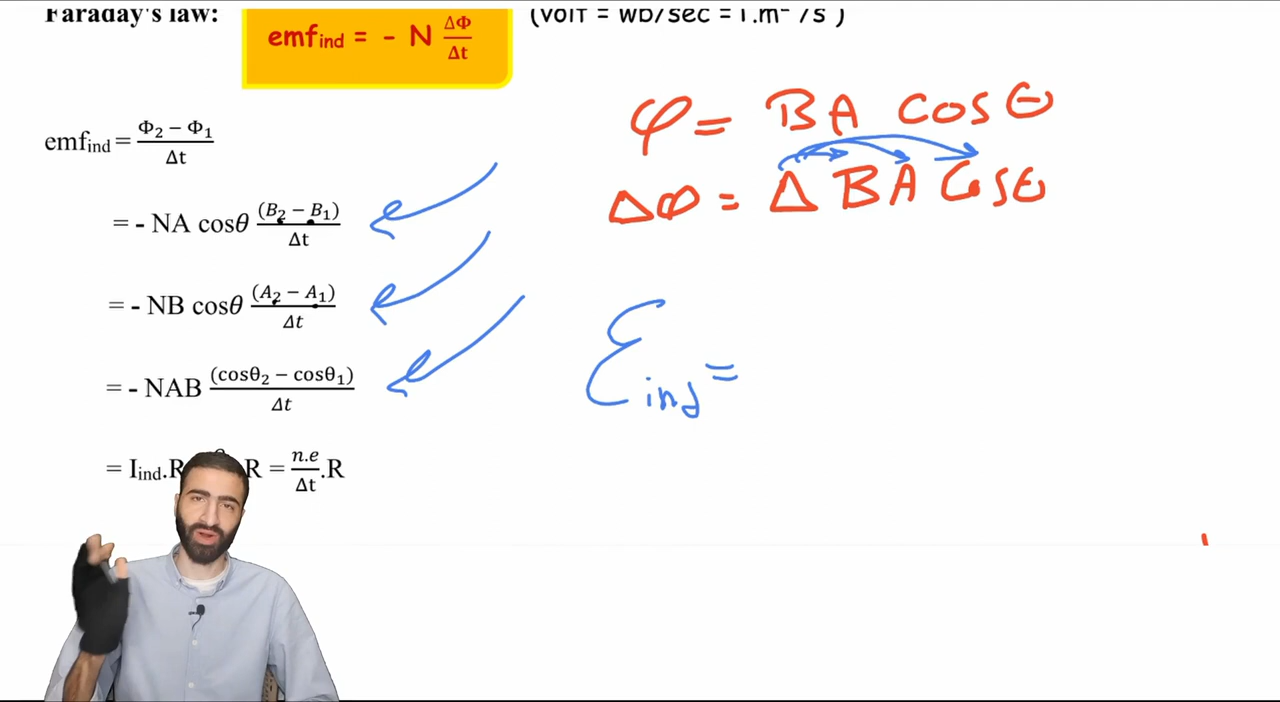 Faraday's law:
emfind = - N ΔΦ/Δt
(volt = wb/sec = T.m² /s )
emfind = Φ2 − Φ1 / Δt
= - NA cosθ (B2 − B1) / Δt
= - NB cosθ (A2 − A1) / Δt
= - NAB (cosθ2 − cosθ1) / Δt
= Iind.R R = n.e/Δt .R
φ = BA cosθ
Δφ = Δ BA Cosθ
Ɛind =